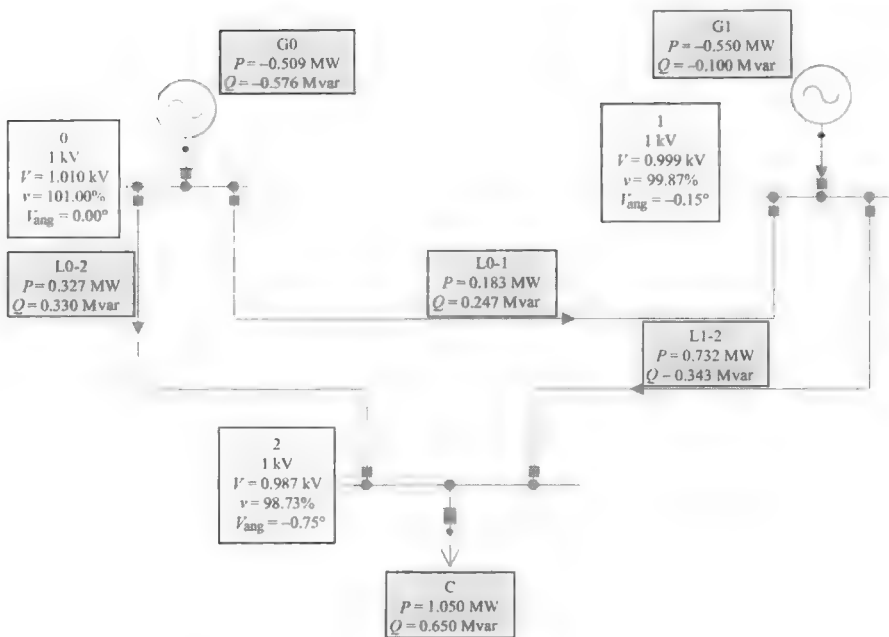 G0
P = −0.509 MW
Q = −0.576 Mvar
G1
P = −0.550 MW
Q = −0.100 Mvar
0
1 kV
V = 1.010 kV
v = 101.00%
Vang = 0.00°
1
1 kV
V = 0.999 kV
v = 99.87%
Vang = −0.15°
L0-2
P = 0.327 MW
Q = 0.330 Mvar
L0-1
P = 0.183 MW
Q = 0.247 Mvar
L1-2
P = 0.732 MW
Q − 0.343 Mvar
2
1 kV
V = 0.987 kV
v = 98.73%
Vang = −0.75°
C
P = 1.050 MW
Q = 0.650 Mvar